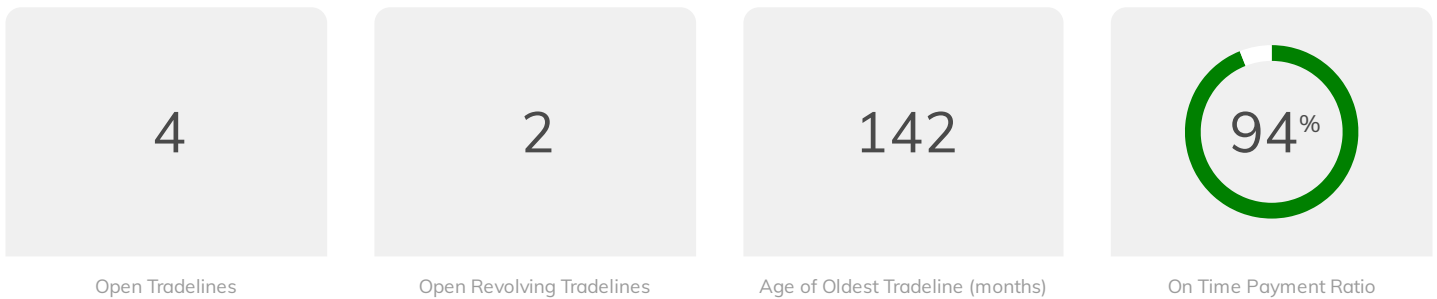 4
2
142
94%
Open Tradelines
Open Revolving Tradelines
Age of Oldest Tradeline (months)
On Time Payment Ratio